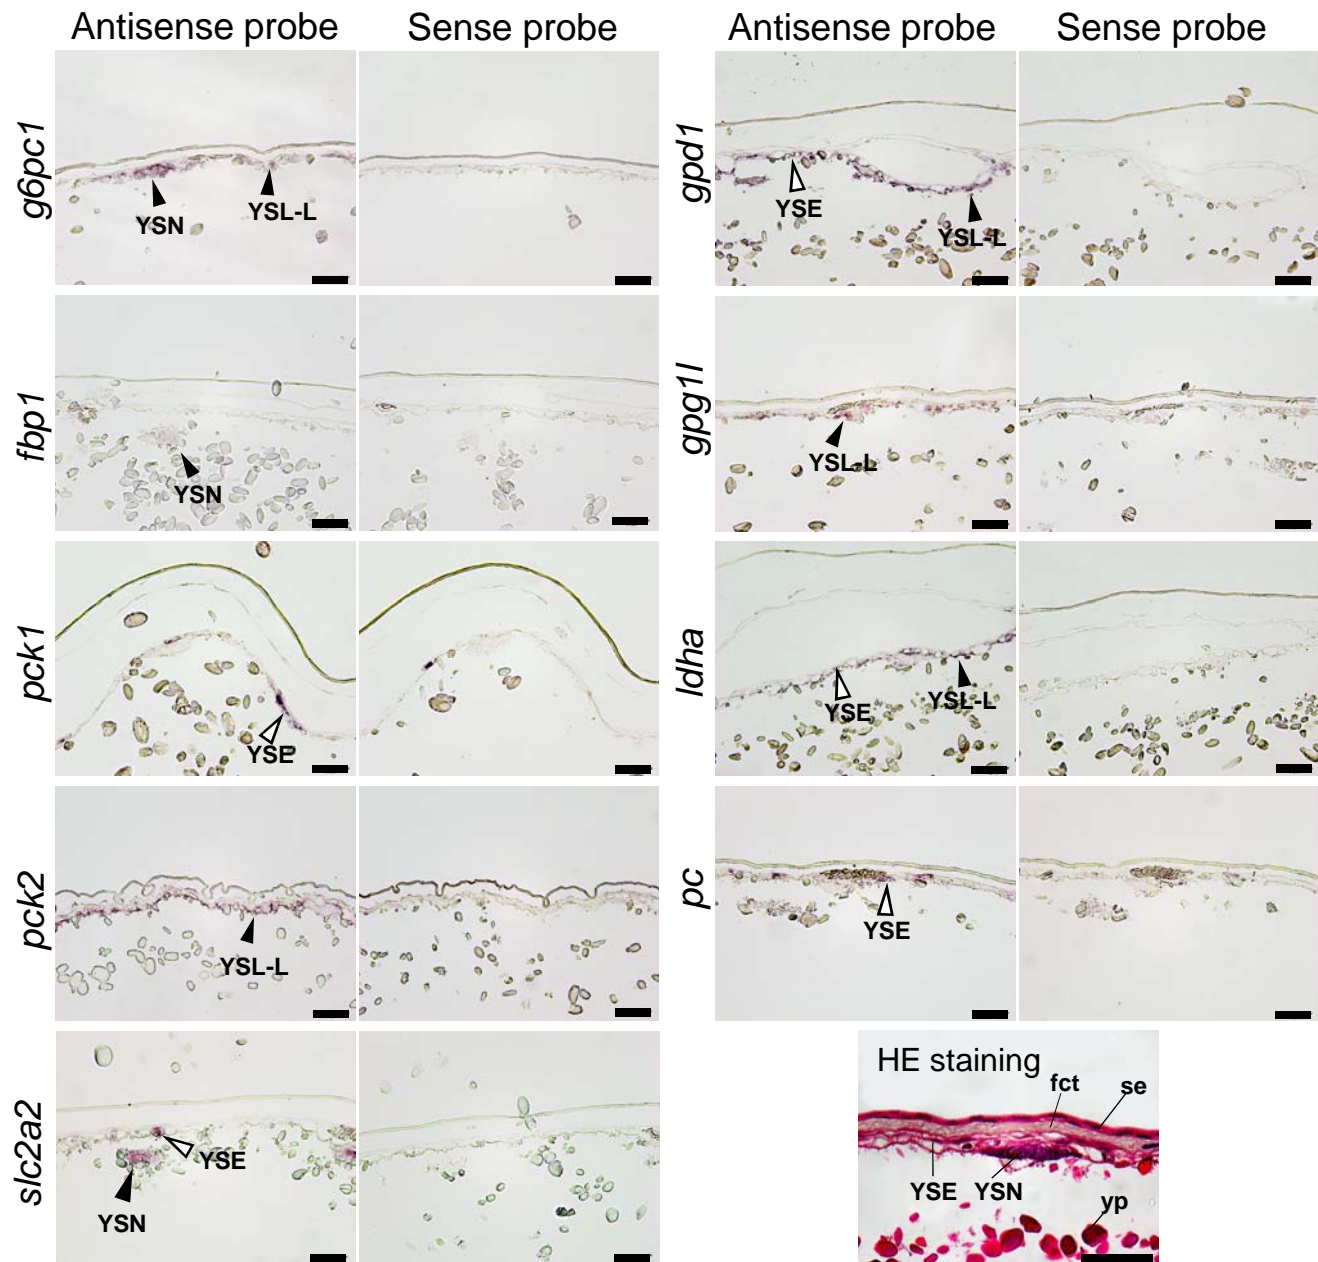 Antisense probe Sense probe
g6pc1
YSN YSL-L
fbp1
YSN
pck1
YSE
pck2
YSL-L
slc2a2
YSE
YSN
Antisense probe Sense probe
gpd1
YSE
YSL-L
gpg1l
YSL-L
ldha
YSE YSL-L
pc
YSE
HE staining
fct se
YSE YSN
yp